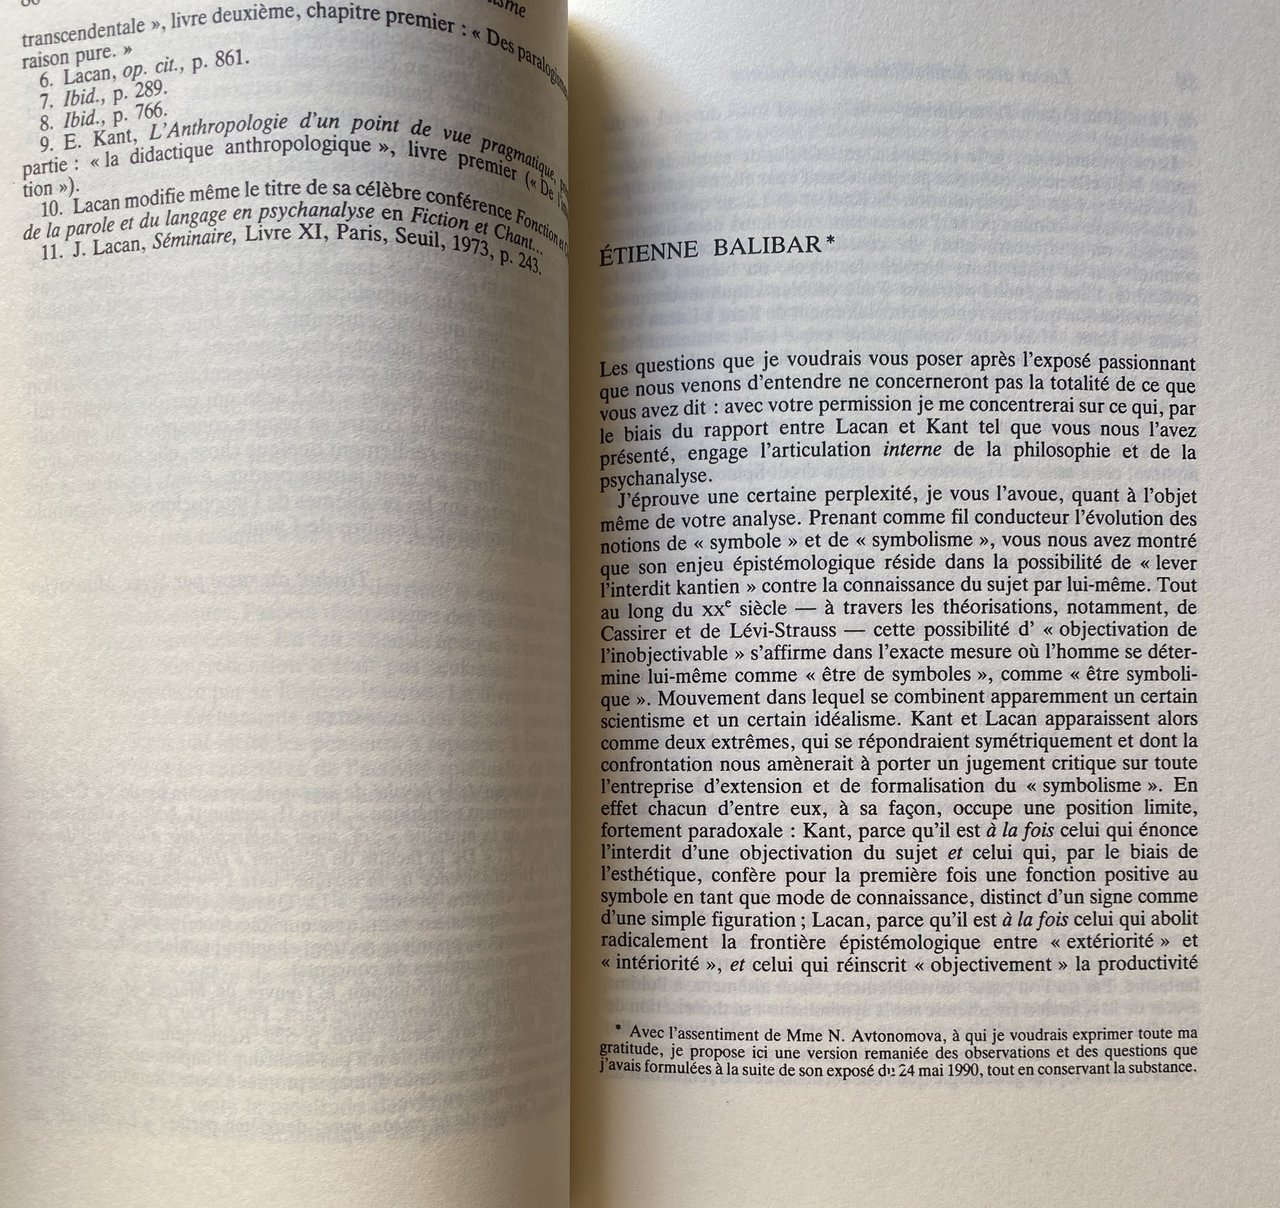 transcendentale », livre deuxième, chapitre premier : « Des paralogismes
raison pure. »
6. Lacan, op. cit., p. 861.
7. Ibid., p. 289.
8. Ibid., p. 766.
9. E. Kant, L'Anthropologie d'un point de vue pragmatique,
partie : « la didactique anthropologique », livre premier (« De
tion »).
10. Lacan modifie même le titre de sa célèbre conférence Fonction et
de la parole et du langage en psychanalyse en Fiction et Chant...
11. J. Lacan, Séminaire, Livre XI, Paris, Seuil, 1973, p. 243.
ÉTIENNE BALIBAR*
Les questions que je voudrais vous poser après l'exposé passionnant
que nous venons d'entendre ne concerneront pas la totalité de ce que
vous avez dit : avec votre permission je me concentrerai sur ce qui, par
le biais du rapport entre Lacan et Kant tel que vous nous l'avez
présenté, engage l'articulation interne de la philosophie et de la
psychanalyse.
J'éprouve une certaine perplexité, je vous l'avoue, quant à l'objet
même de votre analyse. Prenant comme fil conducteur l'évolution des
notions de « symbole » et de « symbolisme », vous nous avez montré
que son enjeu épistémologique réside dans la possibilité de « lever
l'interdit kantien » contre la connaissance du sujet par lui-même. Tout
au long du XXe siècle — à travers les théorisations, notamment, de
Cassirer et de Lévi-Strauss — cette possibilité d' « objectivation de
l'inobjectivable » s'affirme dans l'exacte mesure où l'homme se déter-
mine lui-même comme « être de symboles », comme « être symboli-
que ». Mouvement dans lequel se combinent apparemment un certain
scientisme et un certain idéalisme. Kant et Lacan apparaissent alors
comme deux extrêmes, qui se répondraient symétriquement et dont la
confrontation nous amènerait à porter un jugement critique sur toute
l'entreprise d'extension et de formalisation du « symbolisme ». En
effet chacun d'entre eux, à sa façon, occupe une position limite,
fortement paradoxale : Kant, parce qu'il est à la fois celui qui énonce
l'interdit d'une objectivation du sujet et celui qui, par le biais de
l'esthétique, confère pour la première fois une fonction positive au
symbole en tant que mode de connaissance, distinct d'un signe comme
d'une simple figuration ; Lacan, parce qu'il est à la fois celui qui abolit
radicalement la frontière épistémologique entre « extériorité » et
« intériorité », et celui qui réinscrit « objectivement » la productivité
* Avec l'assentiment de Mme N. Avtonomova, à qui je voudrais exprimer toute ma
gratitude, je propose ici une version remaniée des observations et des questions que
j'avais formulées à la suite de son exposé du 24 mai 1990, tout en conservant la substance.